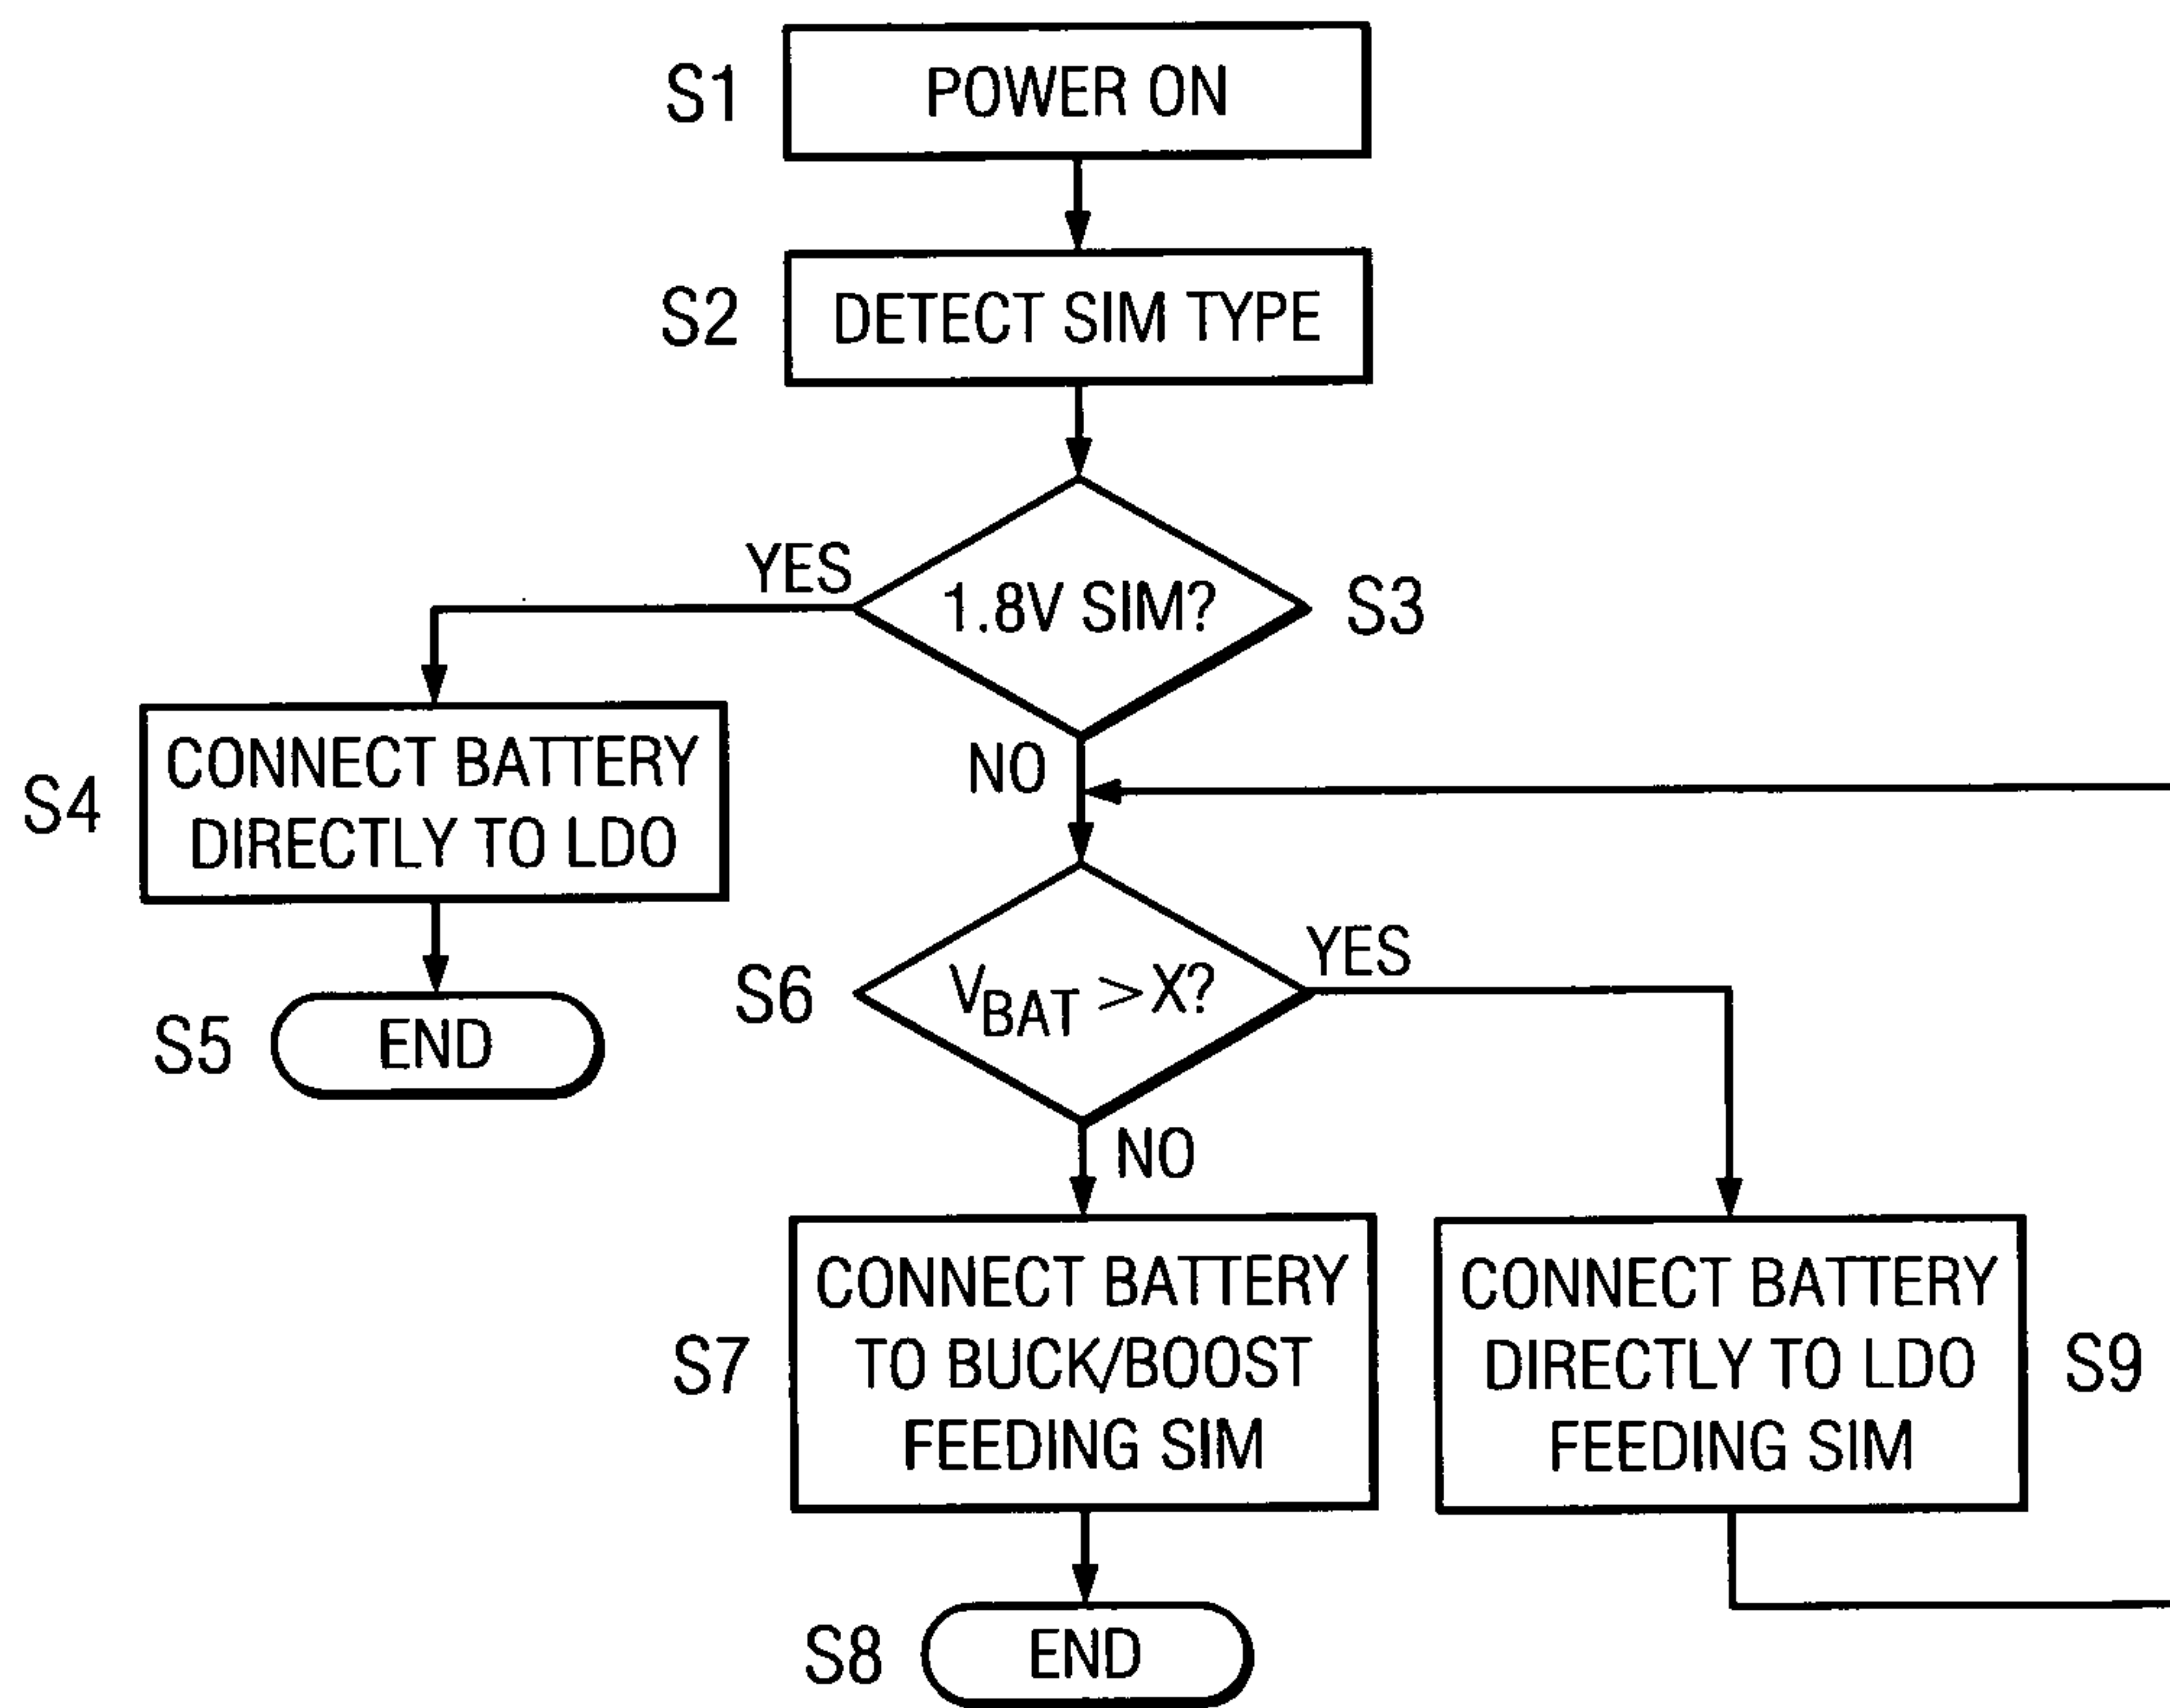 S1
POWER ON
S2
DETECT SIM TYPE
YES
1.8V SIM?
S3
NO
S4
CONNECT BATTERY
DIRECTLY TO LDO
S5
END
S6
VBAT >X?
YES
NO
S7
CONNECT BATTERY
TO BUCK/BOOST
FEEDING SIM
CONNECT BATTERY
DIRECTLY TO LDO
FEEDING SIM
S9
S8
END